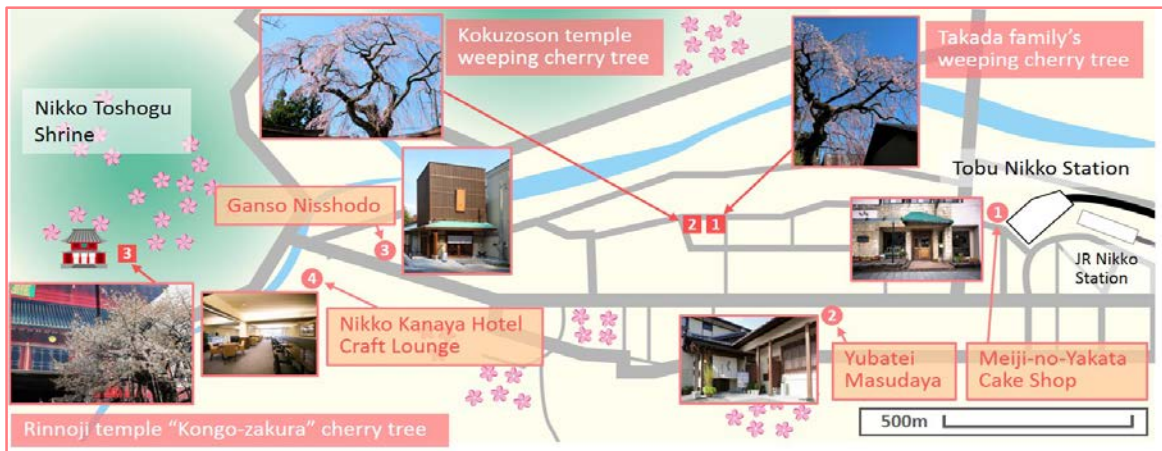 Kokuzoson temple
weeping cherry tree
Takada family's
weeping cherry tree
Nikko Toshogu
Shrine
Tobu Nikko Station
Ganso Nisshodo
2
1
1
3
3
JR Nikko
Station
4
Nikko Kanaya Hotel
Craft Lounge
2
Yubatei
Masudaya
Meiji-no-Yakata
Cake Shop
500m
Rinnoji temple "Kongo-zakura" cherry tree